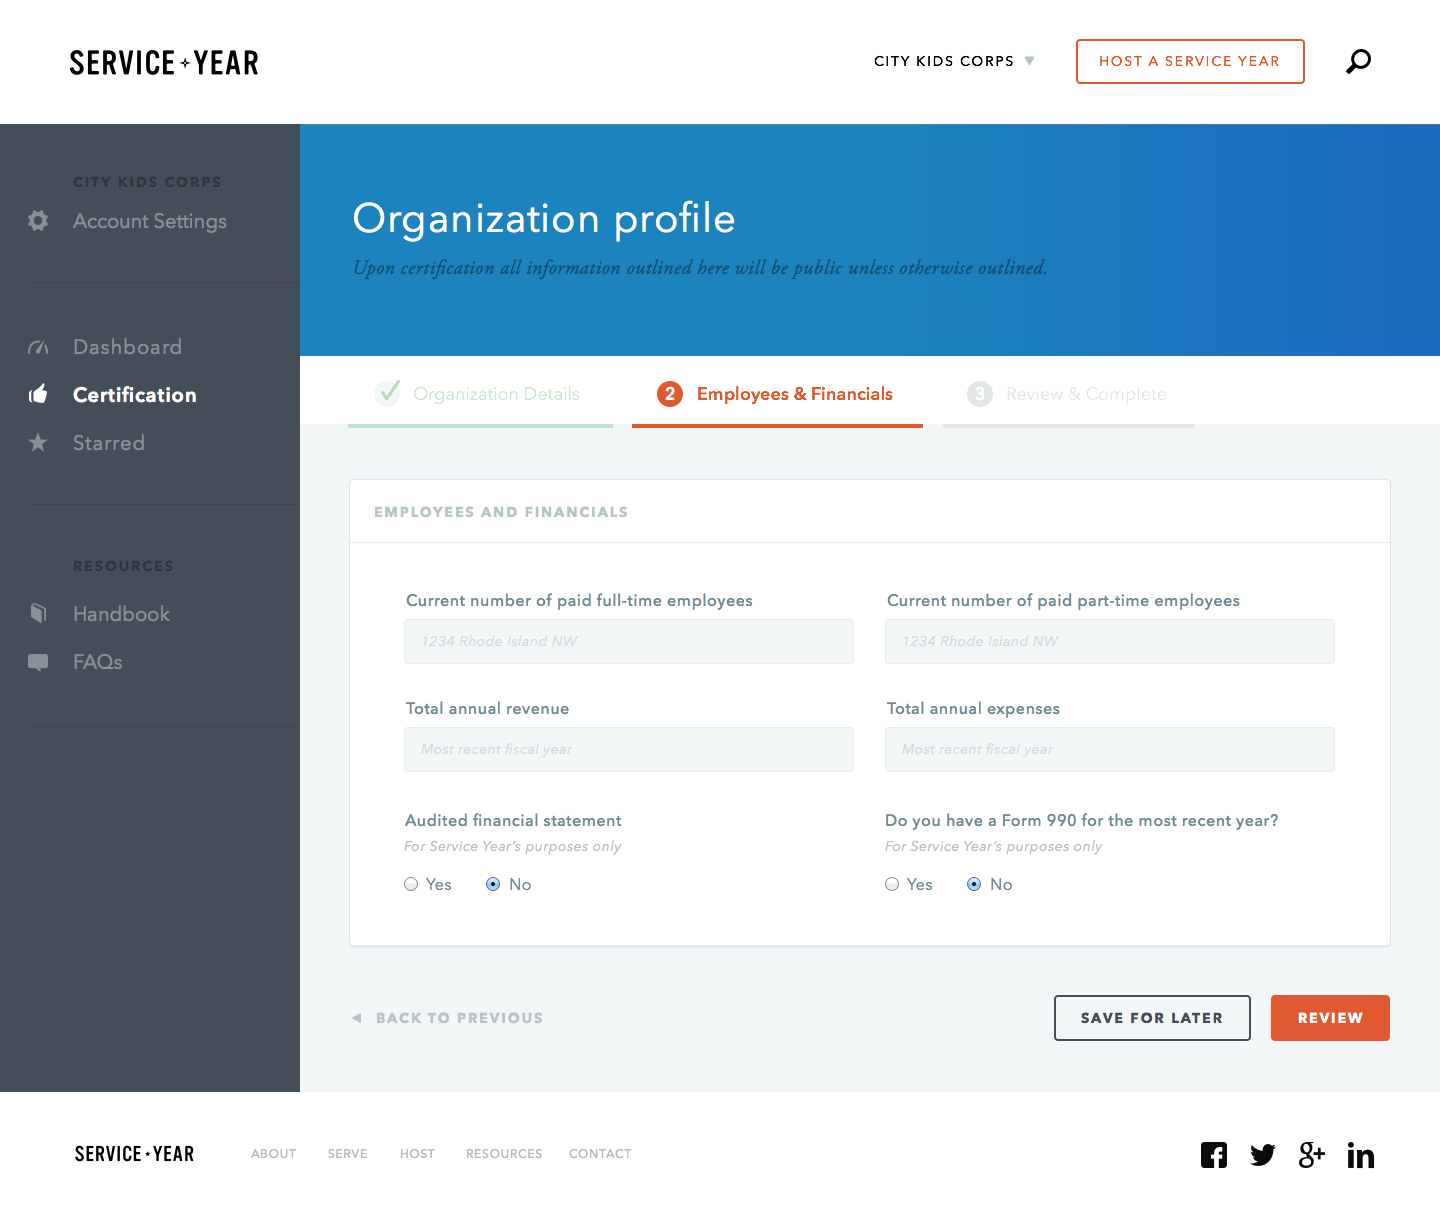 SERVICE✦YEAR
CITY KIDS CORPS ▼
HOST A SERVICE YEAR
CITY KIDS CORPS
Account Settings
Dashboard
Certification
Starred
RESOURCES
Handbook
FAQs
Organization profile
Upon certification all information outlined here will be public unless otherwise outlined.
Organization Details
2 Employees & Financials
3 Review & Complete
EMPLOYEES AND FINANCIALS
Current number of paid full-time employees
1234 Rhode Island NW
Current number of paid part-time employees
1234 Rhode Island NW
Total annual revenue
Most recent fiscal year
Total annual expenses
Most recent fiscal year
Audited financial statement
For Service Year's purposes only
Yes No
Do you have a Form 990 for the most recent year?
For Service Year's purposes only
Yes No
◀ BACK TO PREVIOUS
SAVE FOR LATER
REVIEW
SERVICE✦YEAR
ABOUT SERVE HOST RESOURCES CONTACT